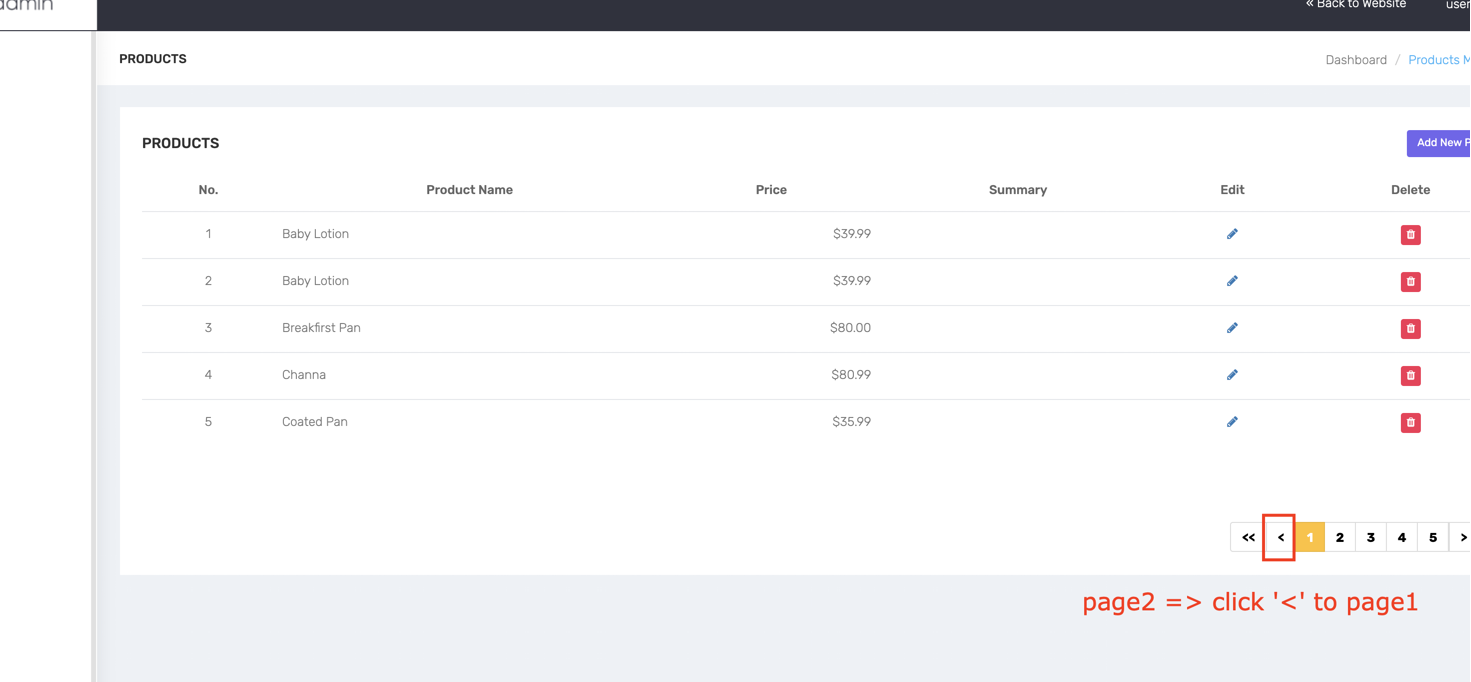 admin
« Back to Website user
PRODUCTS
Dashboard / Products M
PRODUCTS
Add New P
No. Product Name Price Summary Edit Delete
1 Baby Lotion $39.99
2 Baby Lotion $39.99
3 Breakfirst Pan $80.00
4 Channa $80.99
5 Coated Pan $35.99
<< < 1 2 3 4 5 >
page2 => click '<' to page1